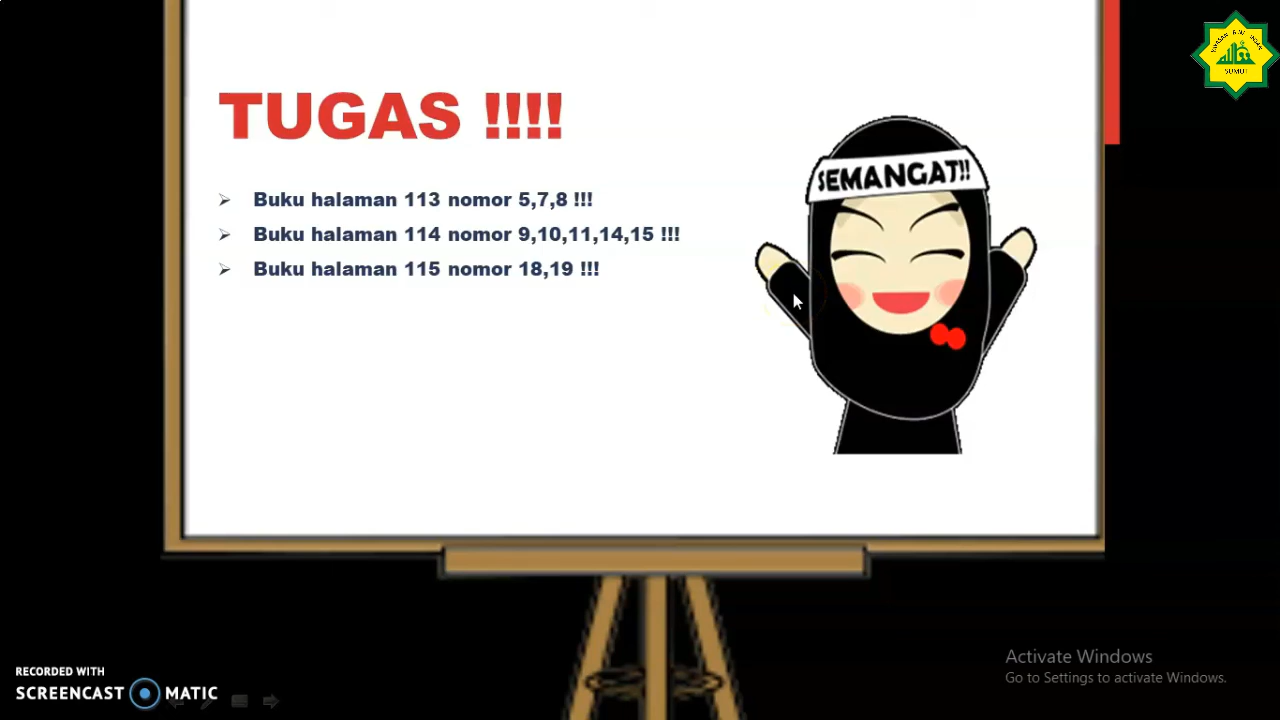 TUGAS !!!!
Buku halaman 113 nomor 5,7,8 !!!
Buku halaman 114 nomor 9,10,11,14,15 !!!
Buku halaman 115 nomor 18,19 !!!
SEMANGAT!!
SUMUT
Activate Windows
Go to Settings to activate Windows.
RECORDED WITH
SCREENCAST MATIC